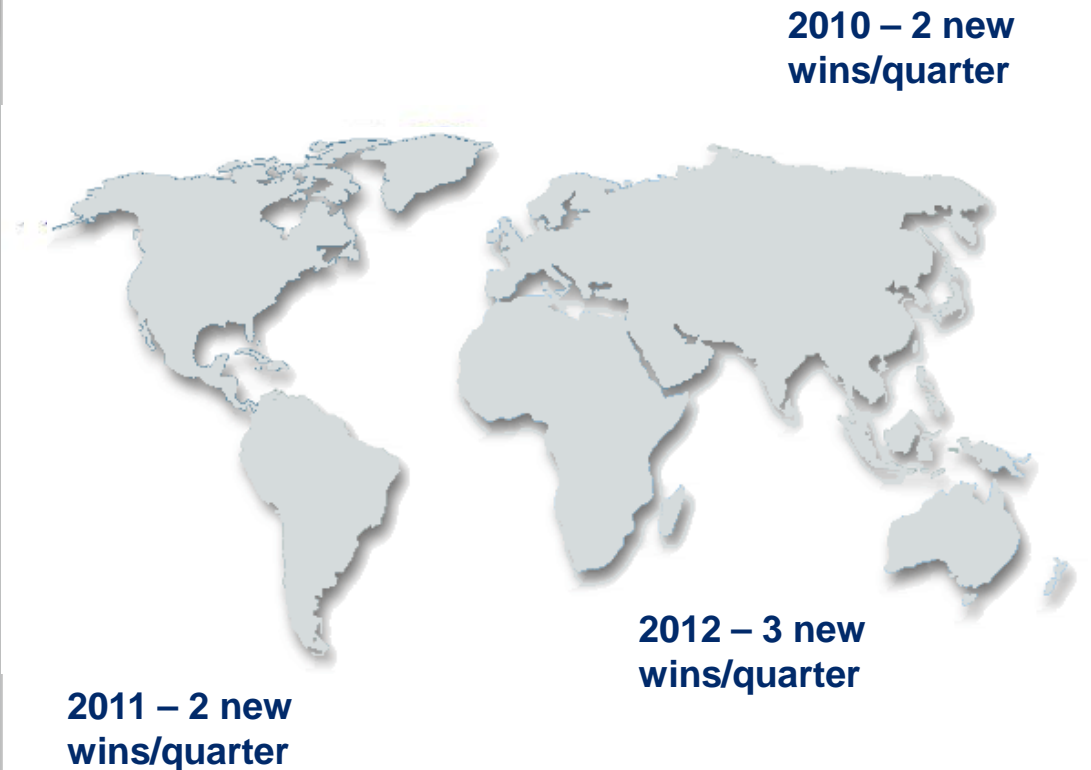 2010 – 2 new
wins/quarter
2012 – 3 new
wins/quarter
2011 – 2 new
wins/quarter